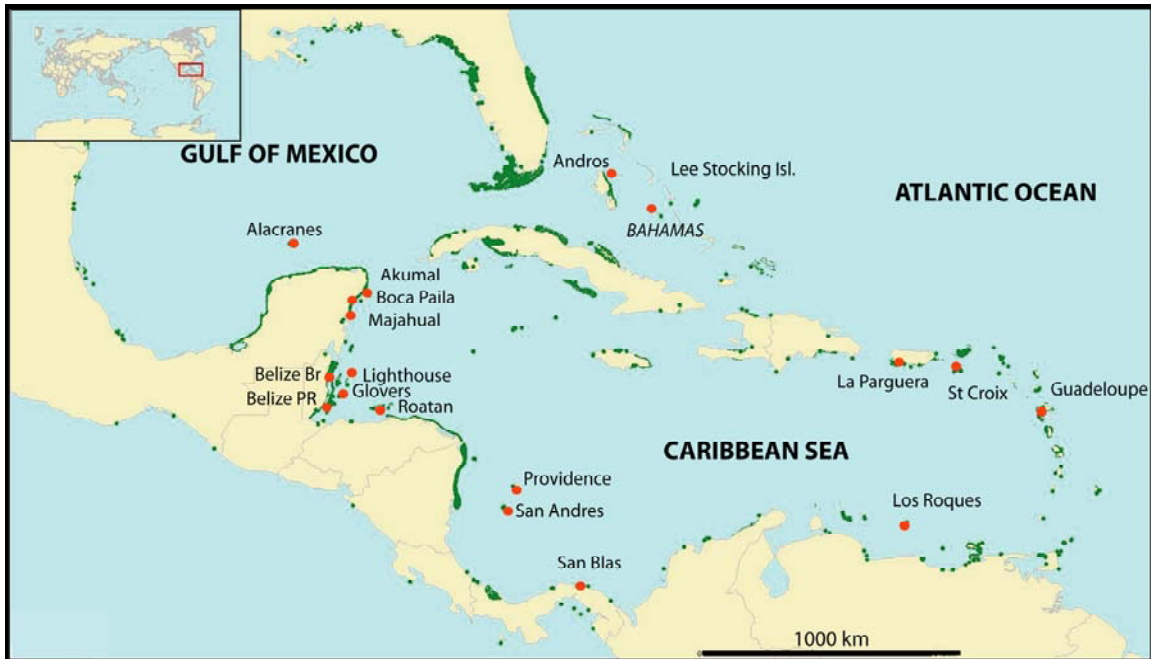 GULF OF MEXICO
Andros
Lee Stocking Isl.
ATLANTIC OCEAN
BAHAMAS
Alacranes
Akumal
Boca Paila
Majahual
Belize Br
Lighthouse
Glovers
Belize PR
Roatan
La Parguera
St Croix
Guadeloupe
CARIBBEAN SEA
Providence
San Andres
Los Roques
San Blas
1000 km